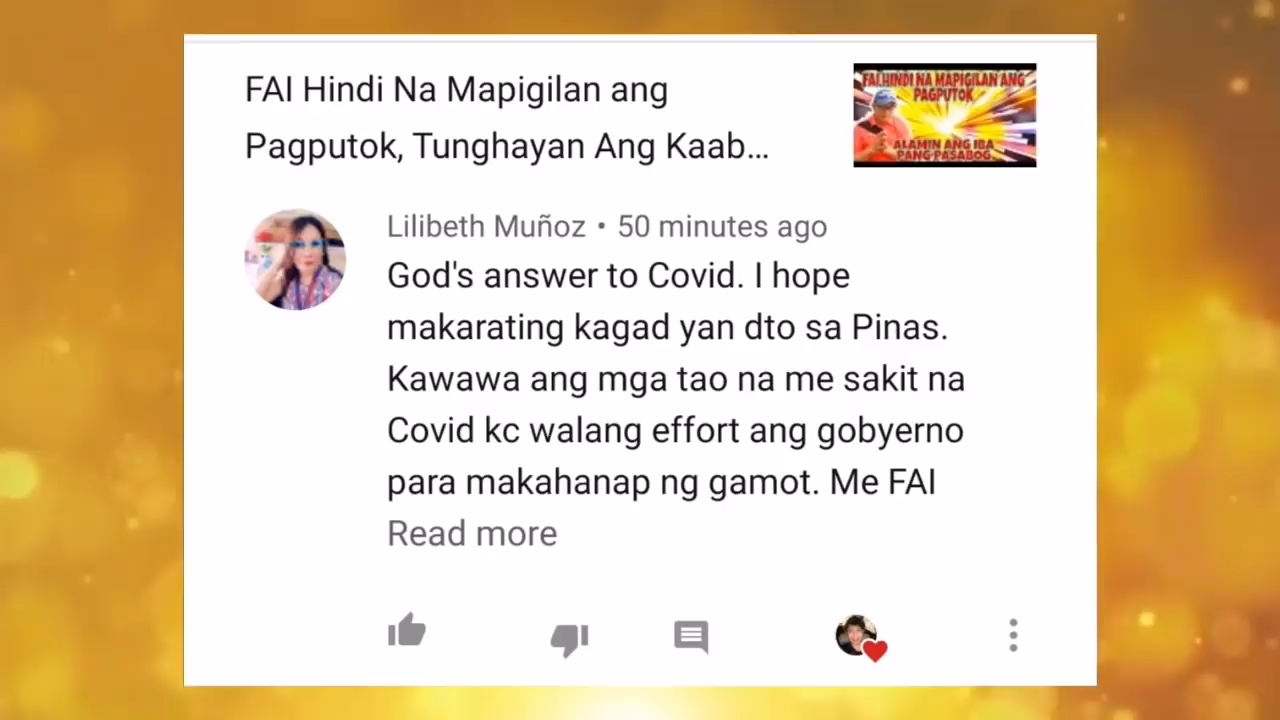 FAI Hindi Na Mapigilan ang
Pagputok, Tunghayan Ang Kaab...
FAI.HINDI NA MAPIGILAN ANG
PAGPUTOK
ALAMIN ANG IBA
PANG PASABOG
Lilibeth Muñoz • 50 minutes ago
God's answer to Covid. I hope
makarating kagad yan dto sa Pinas.
Kawawa ang mga tao na me sakit na
Covid kc walang effort ang gobyerno
para makahanap ng gamot. Me FAI
Read more